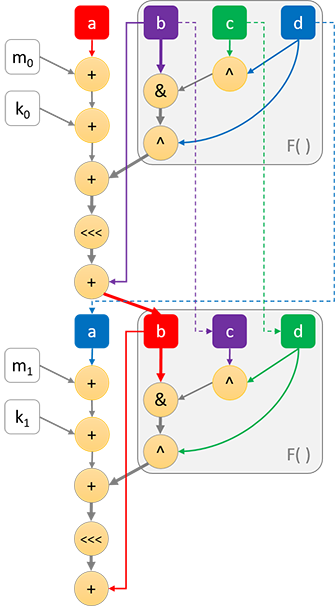 a b c d
m₀ + ^
&
k₀ +
^ F( )
+
<<<
+
a b c d
m₁ + ^
&
k₁ +
^ F( )
+
<<<
+